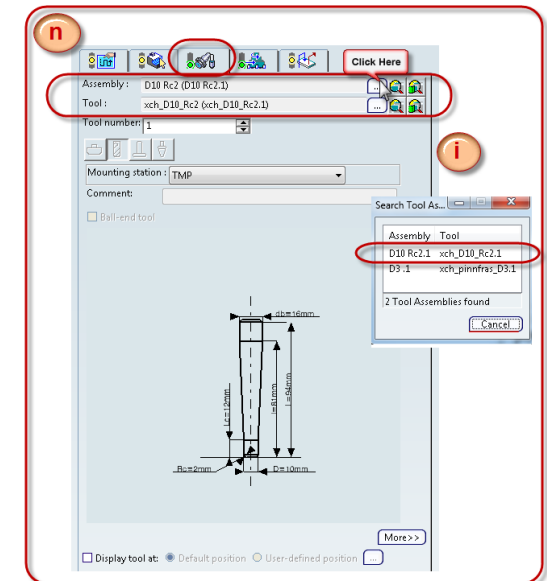 n
Click Here
Assembly : D10 Rc2 (D10 Rc2.1) ...
Tool : xch_D10_Rc2 (xch_D10_Rc2.1) ...
Tool number: 1
i
Mounting station : TMP
Comment:
Ball-end tool
Search Tool As...
Assembly Tool
D10 Rc2.1 xch_D10_Rc2.1
D3 .1 xch_pinnfras_D3.1
2 Tool Assemblies found
Cancel
db=16mm
Lc=12mm
l=81mm
L=94mm
Rc=2mm
D=10mm
More>>
Display tool at: Default position User-defined position ...